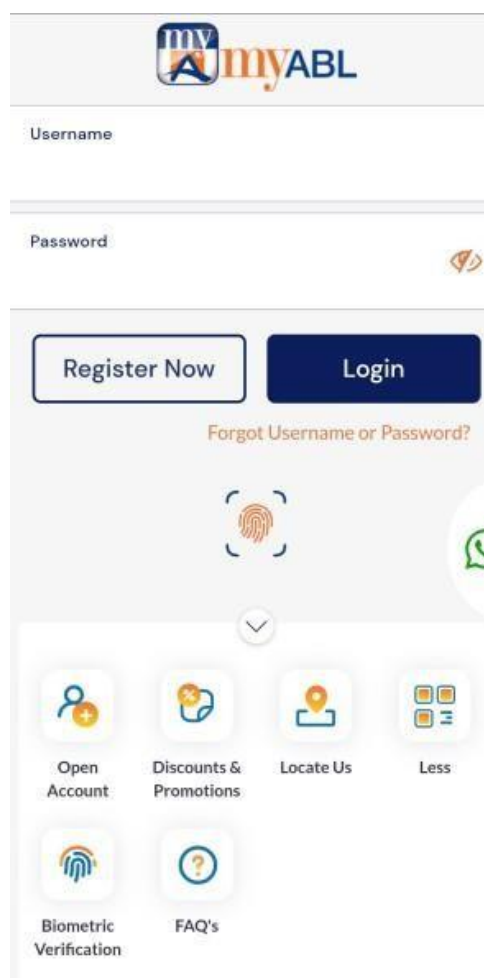 my
myABL
Username
Password
Register Now
Login
Forgot Username or Password?
Open
Account
Discounts &
Promotions
Locate Us
Less
Biometric
Verification
FAQ's